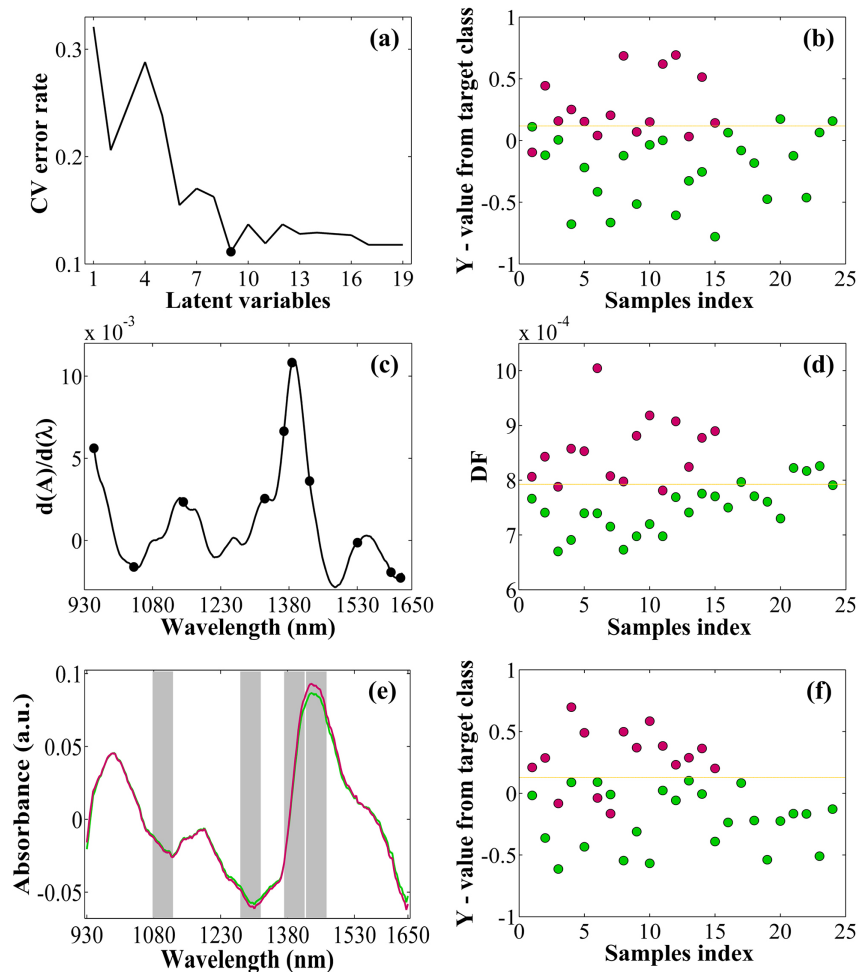 (a)
CV error rate
0.3
0.2
0.1
1 4 7 10 13 16 19
Latent variables
(b)
Y - value from target class
1
0.5
0
-0.5
-1
0 5 10 15 20 25
Samples index
x 10-3
(c)
d(A)/d(λ)
10
5
0
930 1080 1230 1380 1530 1650
Wavelength (nm)
x 10-4
(d)
DF
10
9
8
7
6
0 5 10 15 20 25
Samples index
(e)
Absorbance (a.u.)
0.1
0.05
0
-0.05
930 1080 1230 1380 1530 1650
Wavelength (nm)
(f)
Y - value from target class
1
0.5
0
-0.5
-1
0 5 10 15 20 25
Samples index